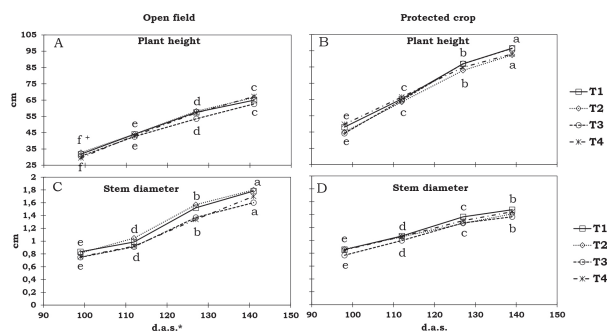 Open field
Protected crop
A
Plant height
105
95
85
75
65
55
45
35
25
cm
f +
f
e
e
d
d
c
c
B
Plant height
e
e
c
c
b
b
a
a
T1
T2
T3
T4
C
Stem diameter
1,8
1,6
1,4
1,2
1
0,8
0,6
0,4
0,2
0
cm
e
e
d
d
b
b
a
a
90 100 110 120 130 140 150
d.a.s.*
D
Stem diameter
e
e
d
d
c
c
b
b
90 100 110 120 130 140 150
d.a.s.
T1
T2
T3
T4